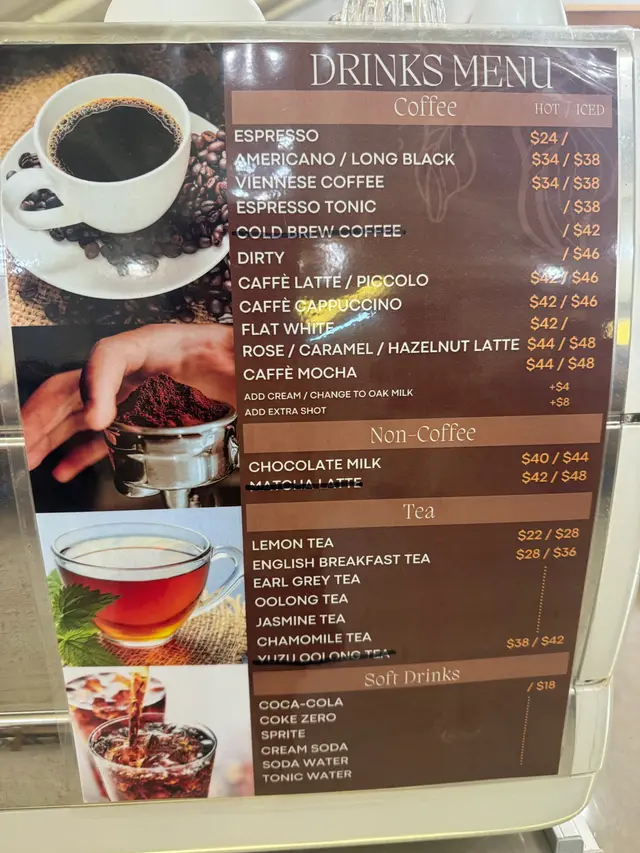 DRINKS MENU
Coffee HOT / ICED
ESPRESSO $24 /
AMERICANO / LONG BLACK $34 / $38
VIENNESE COFFEE $34 / $38
ESPRESSO TONIC / $38
COLD BREW COFFEE / $42
DIRTY / $46
CAFFÈ LATTE / PICCOLO $42 / $46
CAFFÈ CAPPUCCINO $42 / $46
FLAT WHITE $42 /
ROSE / CARAMEL / HAZELNUT LATTE $44 / $48
CAFFÈ MOCHA $44 / $48
ADD CREAM / CHANGE TO OAK MILK +$4
ADD EXTRA SHOT +$8
Non-Coffee
CHOCOLATE MILK $40 / $44
MATCHA LATTE $42 / $48
Tea
LEMON TEA $22 / $28
ENGLISH BREAKFAST TEA $28 / $36
EARL GREY TEA
OOLONG TEA
JASMINE TEA
CHAMOMILE TEA
YUZU OOLONG TEA $38 / $42
Soft Drinks
COCA-COLA / $18
COKE ZERO
SPRITE
CREAM SODA
SODA WATER
TONIC WATER